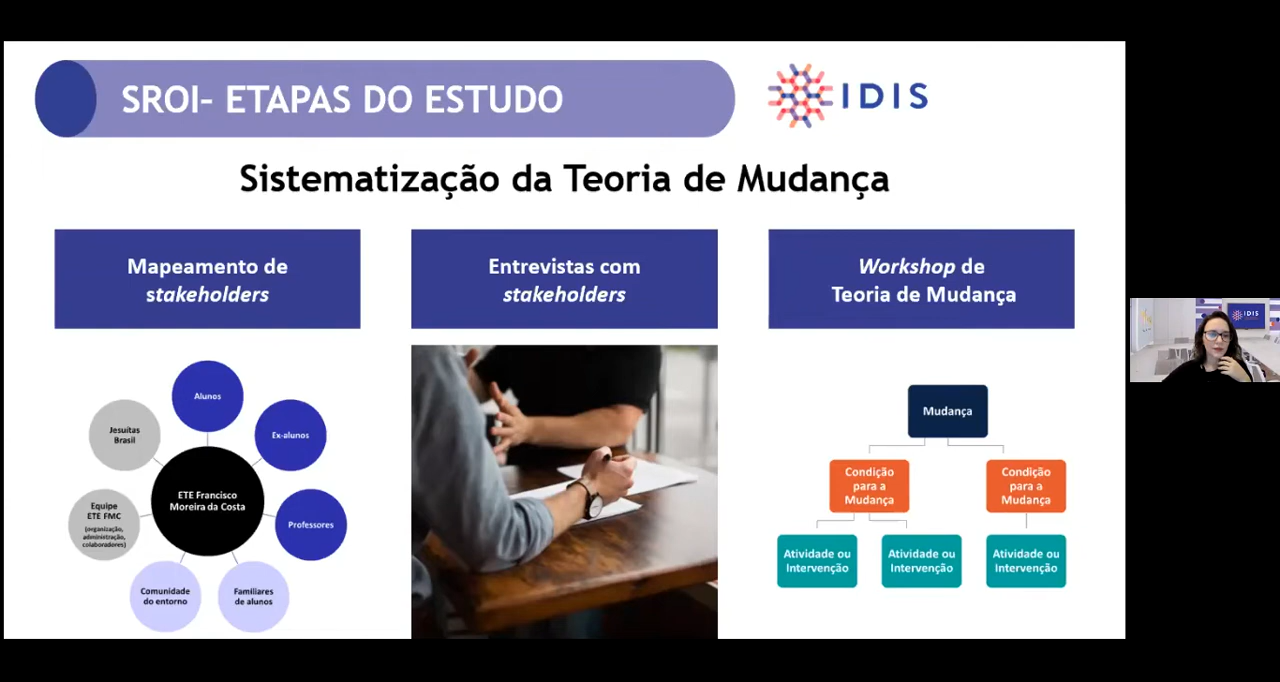 SROI- ETAPAS DO ESTUDO
IDIS
Sistematização da Teoria de Mudança
Mapeamento de
stakeholders
Entrevistas com
stakeholders
Workshop de
Teoria de Mudança
Alunos
Ex-alunos
Professores
Familiares
de alunos
Comunidade
do entorno
Equipe
ETE FMC
(organização,
administração,
colaboradores)
Jesuítas
Brasil
ETE Francisco
Moreira da Costa
Mudança
Condição
para a
Mudança
Condição
para a
Mudança
Atividade ou
Intervenção
Atividade ou
Intervenção
Atividade ou
Intervenção
IDIS